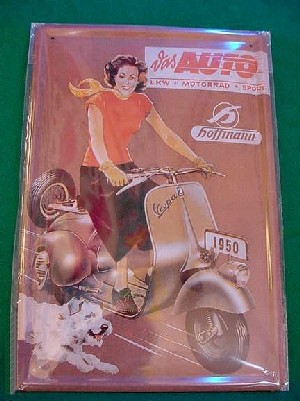 das AUTO
LKW • MOTORRAD • SPORT
hoffmann
Vespa
1950